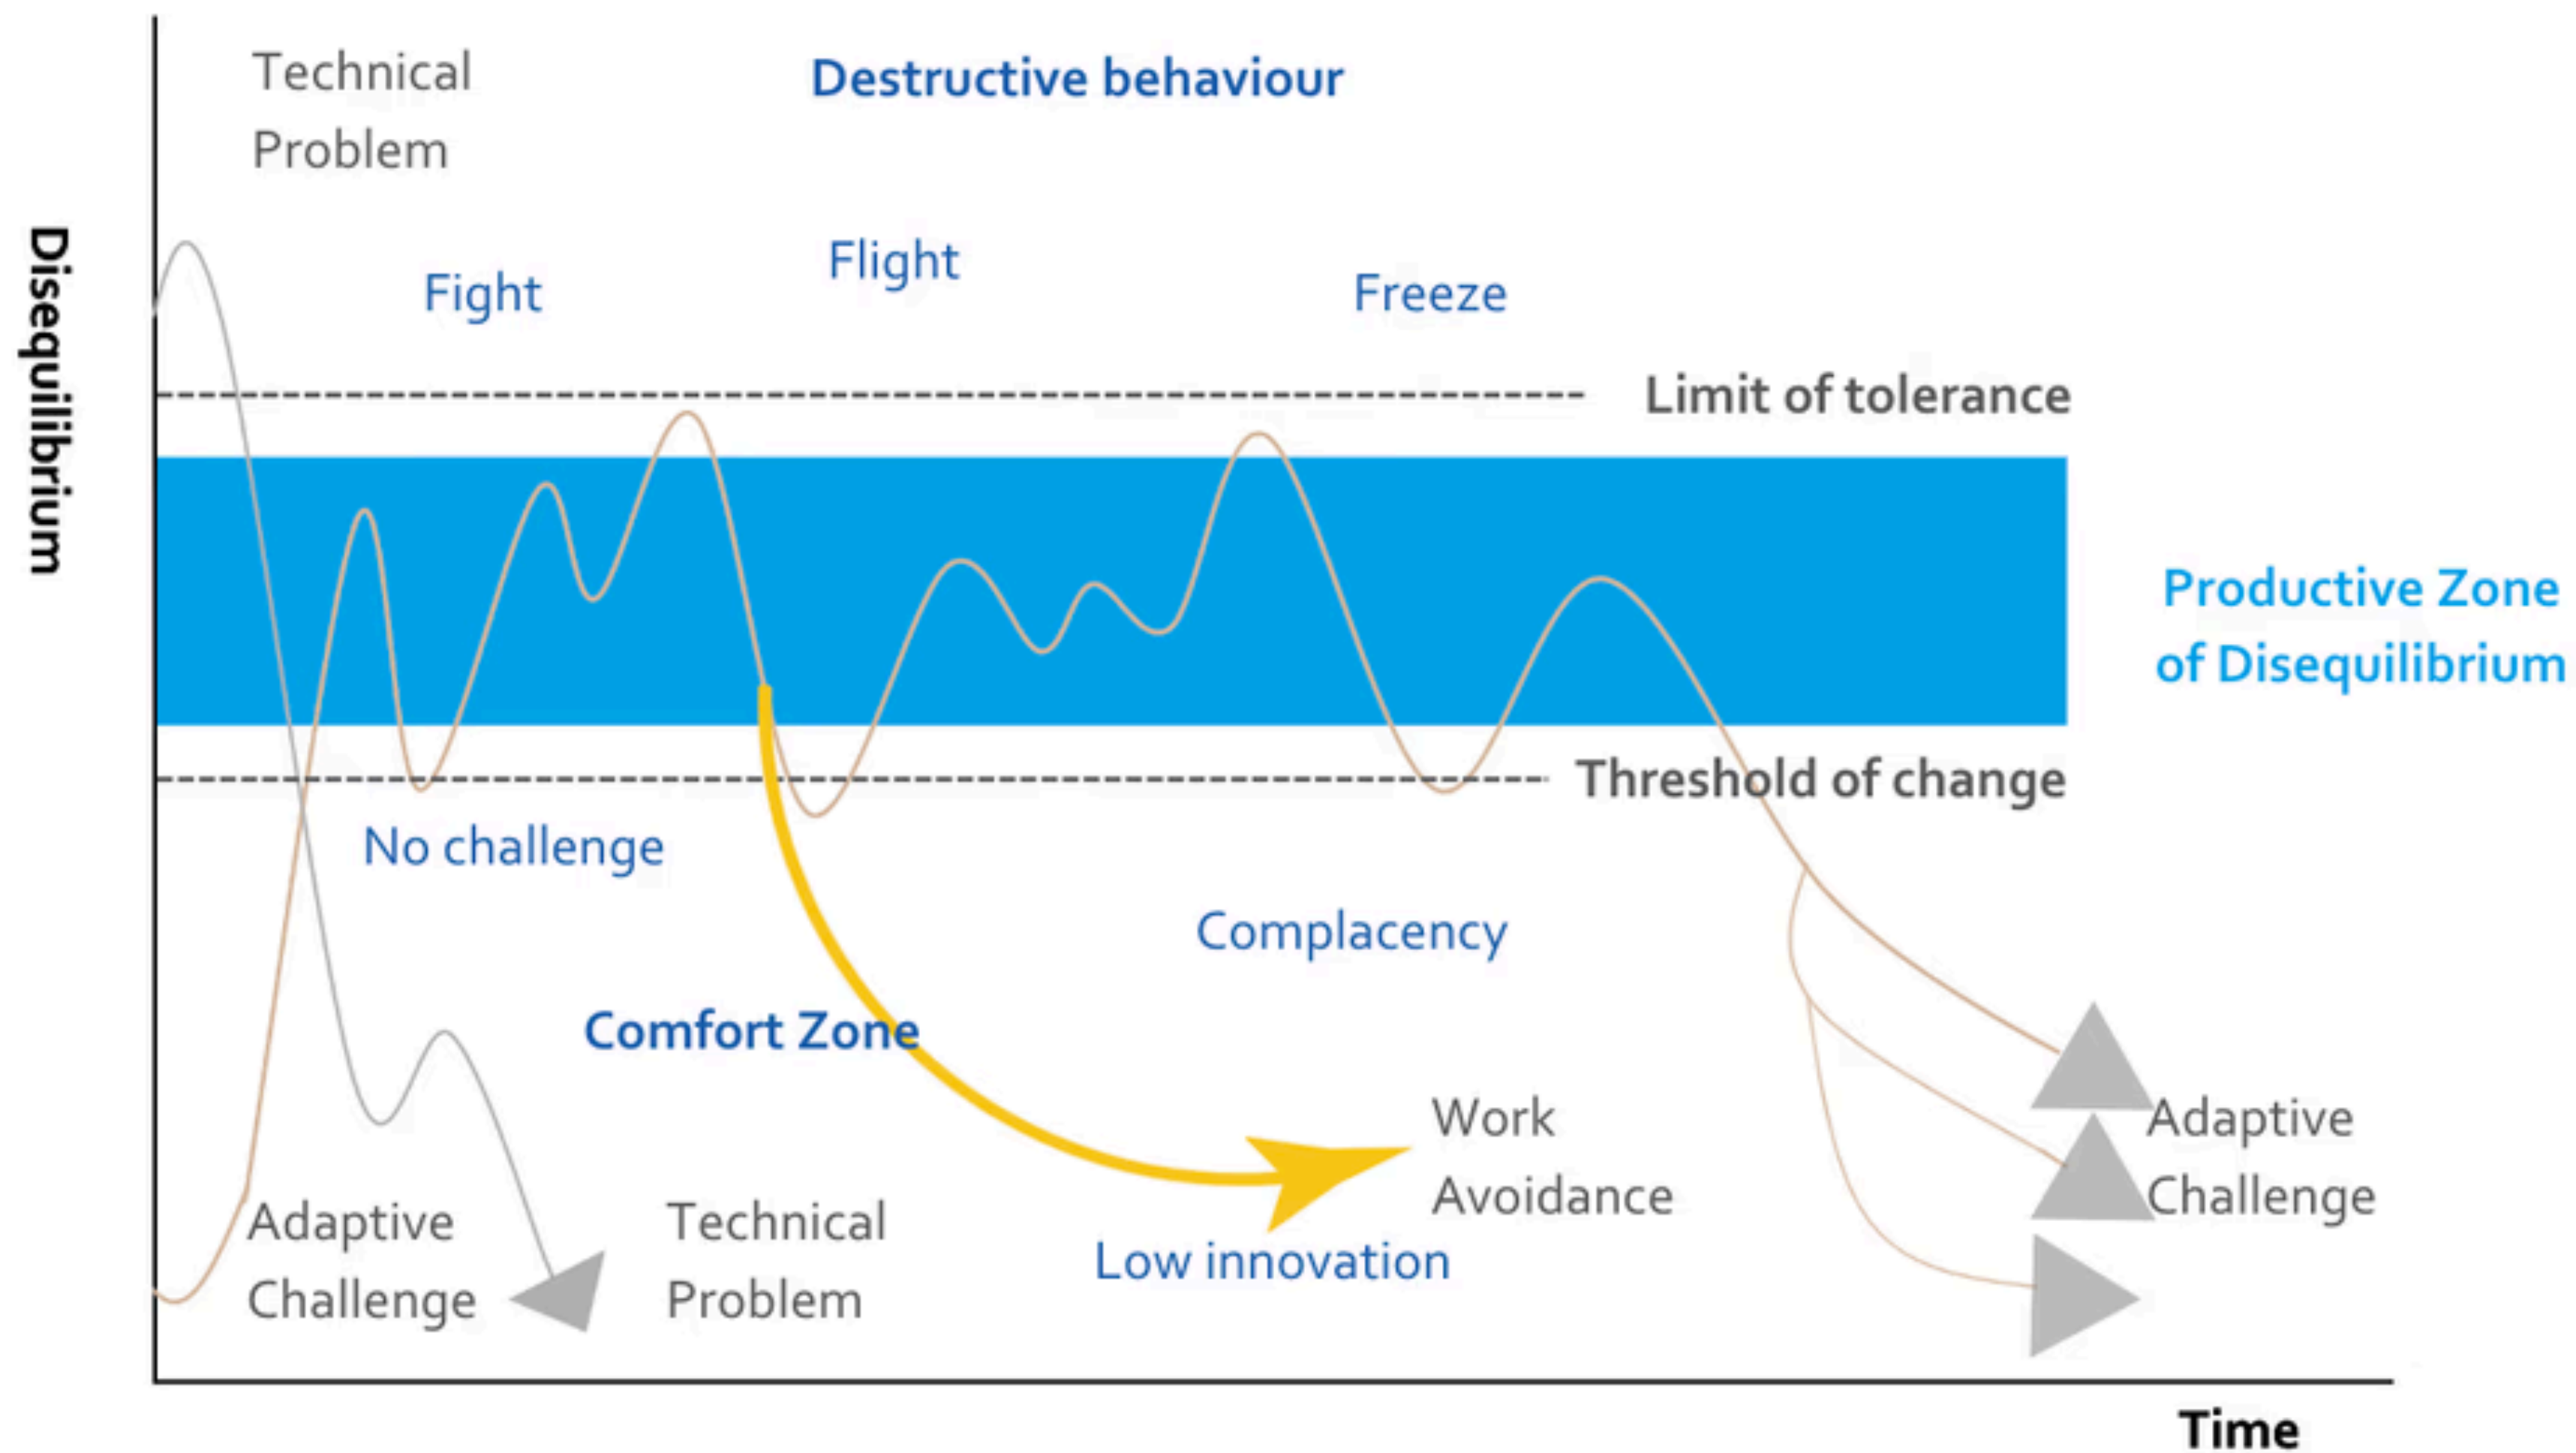 Technical
Problem
Destructive behaviour
Disequilibrium
Fight
Flight
Freeze
Limit of tolerance
Productive Zone
of Disequilibrium
Threshold of change
No challenge
Complacency
Comfort Zone
Work
Avoidance
Adaptive
Challenge
Adaptive
Challenge
Technical
Problem
Low innovation
Time